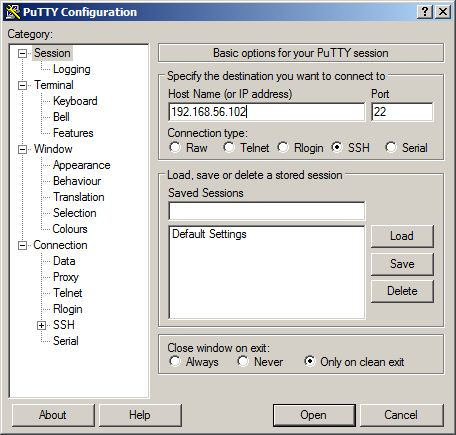 PuTTY Configuration
Category:
Session
Logging
Terminal
Keyboard
Bell
Features
Window
Appearance
Behaviour
Translation
Selection
Colours
Connection
Data
Proxy
Telnet
Rlogin
SSH
Serial
Basic options for your PuTTY session
Specify the destination you want to connect to
Host Name (or IP address) Port
192.168.56.102 22
Connection type:
Raw Telnet Rlogin SSH Serial
Load, save or delete a stored session
Saved Sessions
Default Settings
Load
Save
Delete
Close window on exit:
Always Never Only on clean exit
About Help Open Cancel